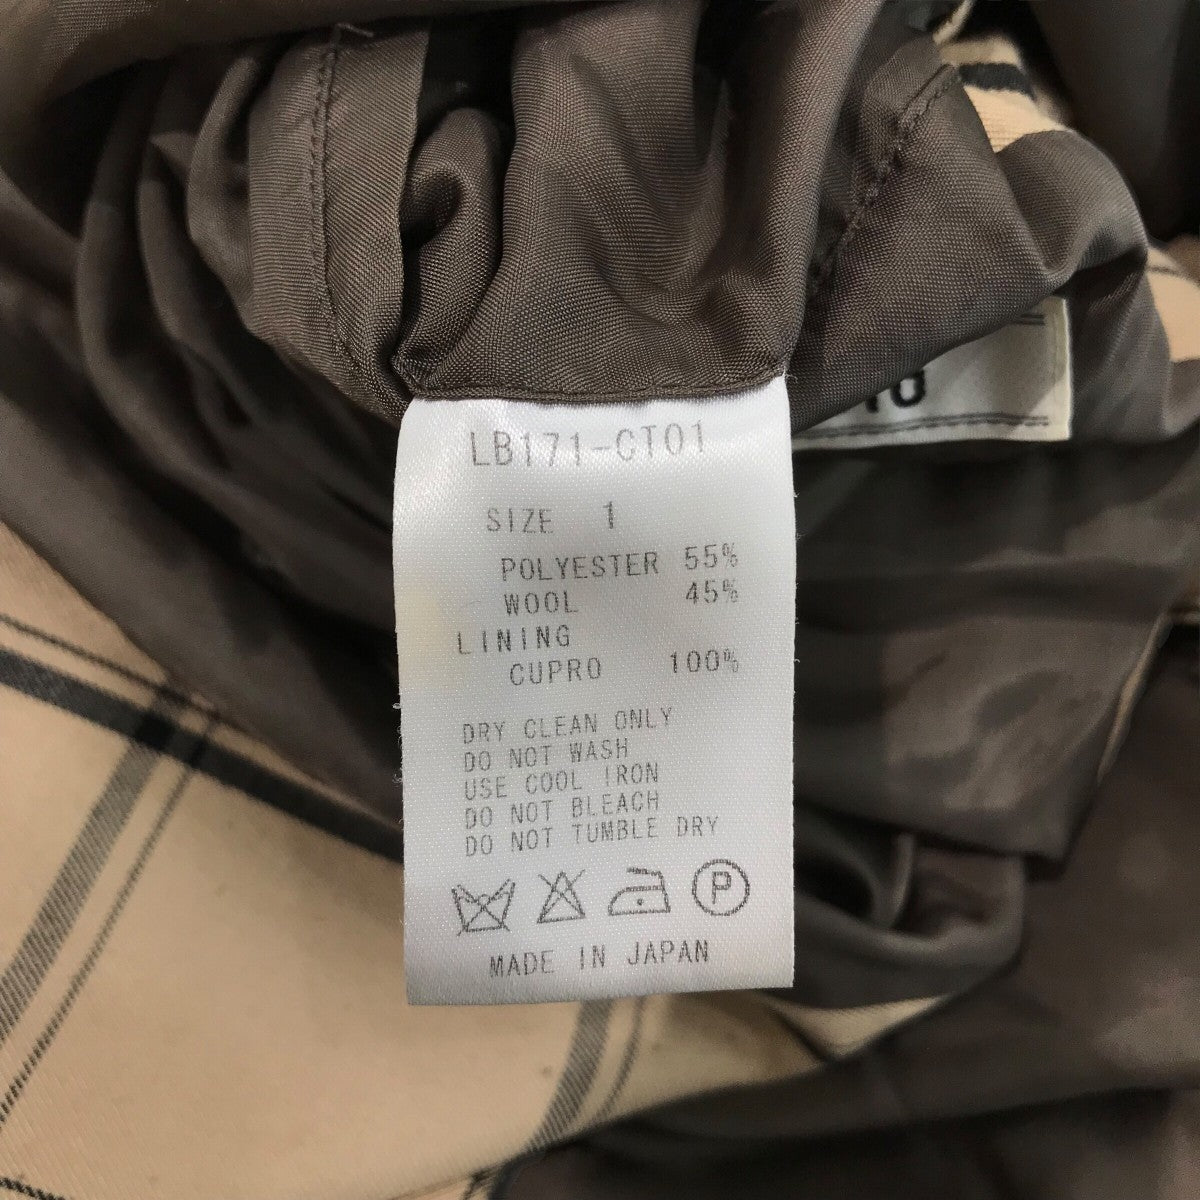 LB171-CT01
SIZE 1
POLYESTER 55%
WOOL 45%
LINING
CUPRO 100%
DRY CLEAN ONLY
DO NOT WASH
USE COOL IRON
DO NOT BLEACH
DO NOT TUMBLE DRY
P
MADE IN JAPAN